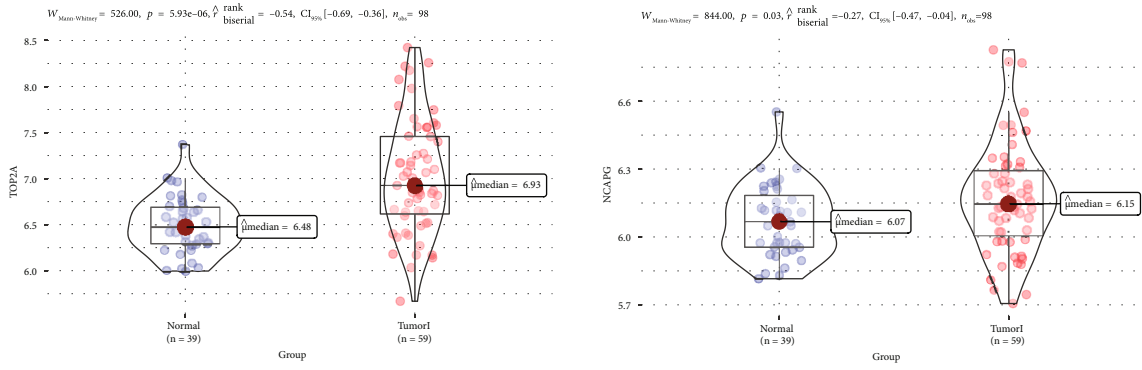 W Mann-Whitney = 526.00, p = 5.93e-06, r̂ rank biserial = −0.54, CI95% [-0.69, −0.36], nobs = 98
8.5
8.0
7.5
7.0
6.5
6.0
TOP2A
μ̂median = 6.48
μ̂median = 6.93
Normal
(n = 39)
TumorI
(n = 59)
Group
W Mann-Whitney = 844.00, p = 0.03, r̂ rank biserial =−0.27, CI95% [−0.47, −0.04], nobs=98
6.6
6.3
6.0
5.7
NCAPG
μ̂median = 6.07
μ̂median = 6.15
Normal
(n = 39)
TumorI
(n = 59)
Group